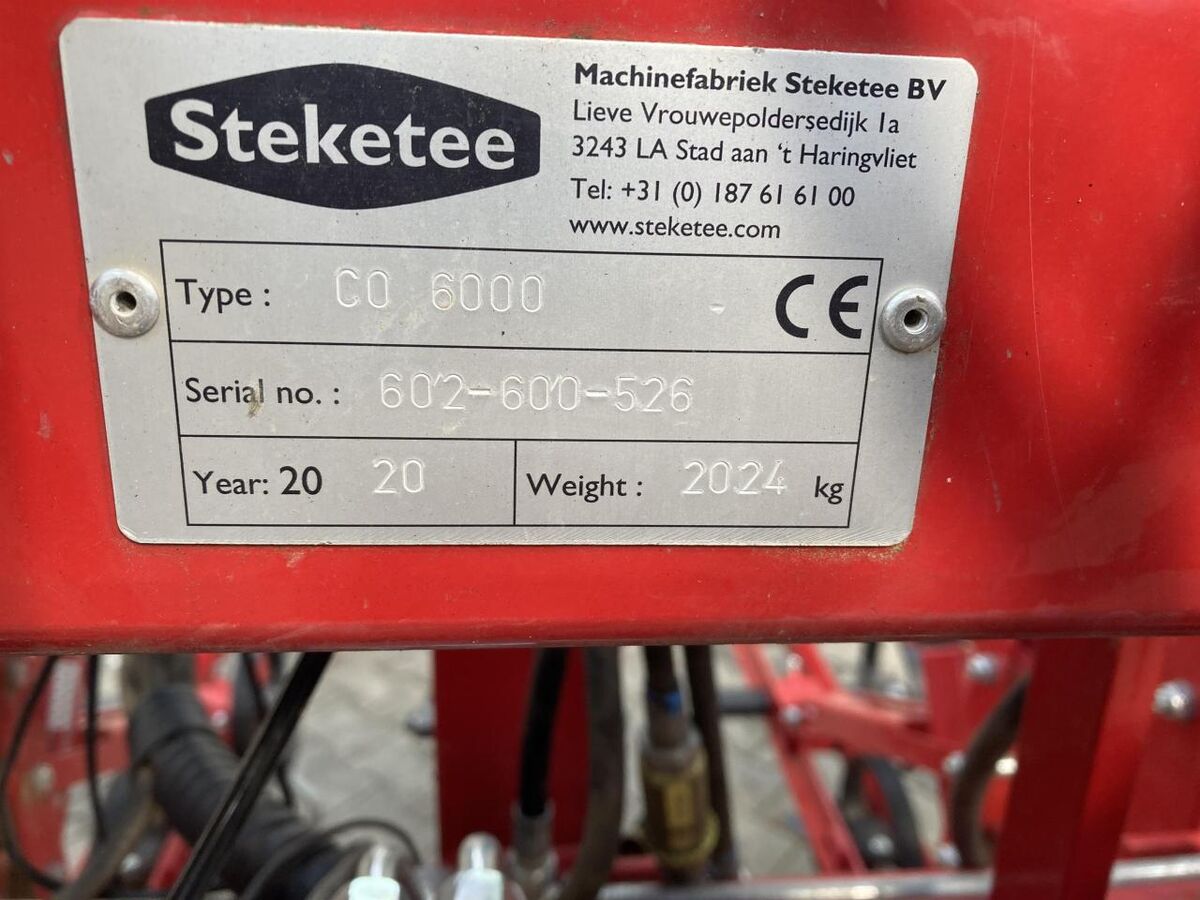 Steketee
Machinefabriek Steketee BV
Lieve Vrouwepoldersedijk 1a
3243 LA Stad aan 't Haringvliet
Tel: +31 (0) 187 61 61 00
www.steketee.com
Type : CO 6000 CE
Serial no. : 602-600-526
Year: 20 20 Weight : 2024 kg